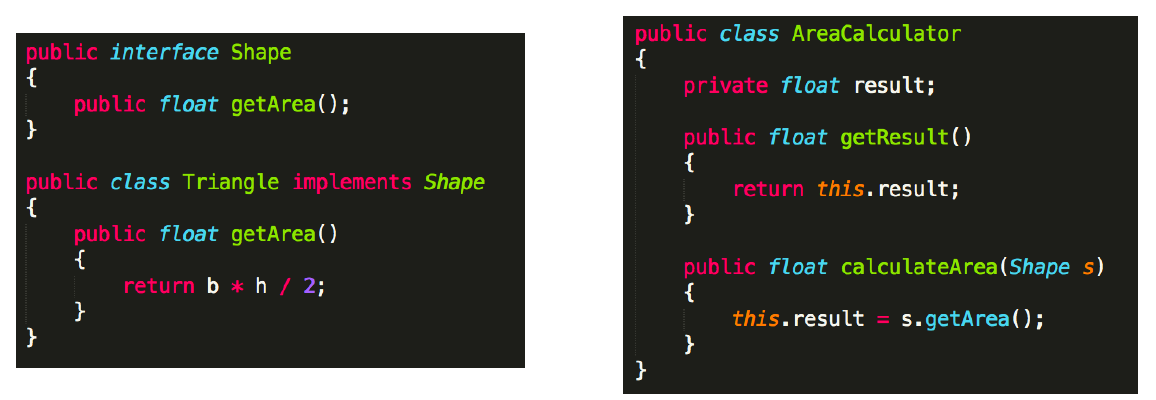 public interface Shape
{
    public float getArea();
}
public class Triangle implements Shape
{
    public float getArea()
    {
        return b * h / 2;
    }
}
public class AreaCalculator
{
    private float result;
    public float getResult()
    {
        return this.result;
    }
    public float calculateArea(Shape s)
    {
        this.result = s.getArea();
    }
}